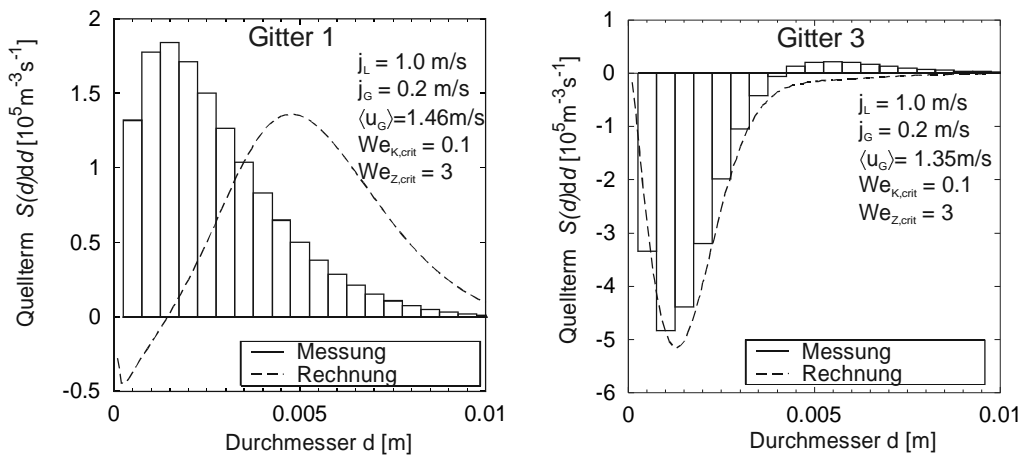 Gitter 1
j_L = 1.0 m/s
j_G = 0.2 m/s
⟨u_G⟩=1.46m/s
We_K,crit = 0.1
We_Z,crit = 3
Quellterm S(d)dd [10^5m^-3s^-1]
2
1.5
1
0.5
0
-0.5
Messung
Rechnung
0
0.005
0.01
Durchmesser d [m]
Gitter 3
j_L = 1.0 m/s
j_G = 0.2 m/s
⟨u_G⟩ = 1.35m/s
We_K,crit = 0.1
We_Z,crit = 3
Quellterm S(d)dd [10^5m^-3s^-1]
1
0
-1
-2
-3
-4
-5
-6
Messung
Rechnung
0
0.005
0.01
Durchmesser d [m]